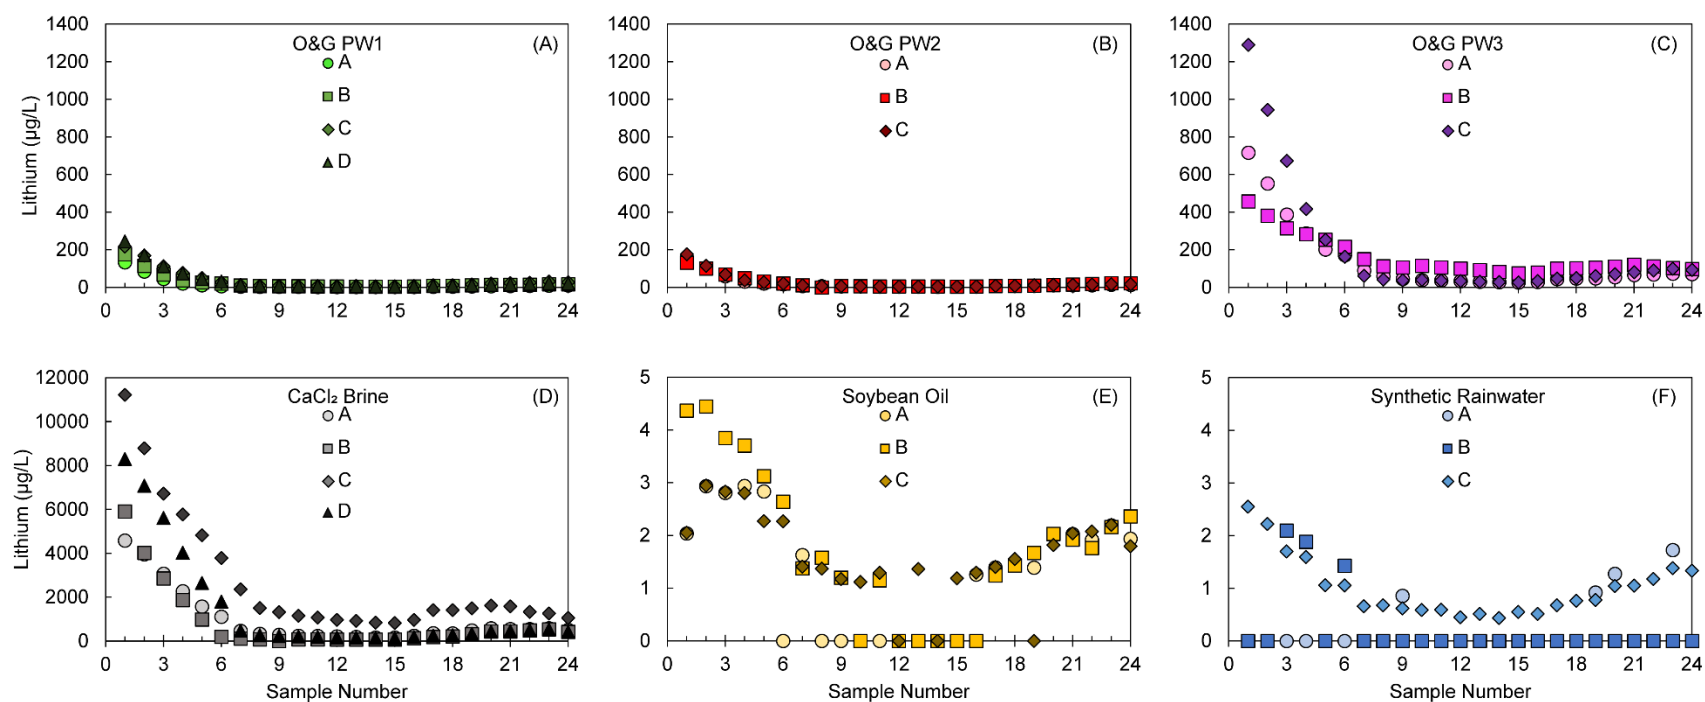 O&G PW1 (A)
A
B
C
D
Lithium (µg/L)
1400
1200
1000
800
600
400
200
0
0 3 6 9 12 15 18 21 24
O&G PW2 (B)
A
B
C
1400
1200
1000
800
600
400
200
0
0 3 6 9 12 15 18 21 24
O&G PW3 (C)
A
B
C
1400
1200
1000
800
600
400
200
0
0 3 6 9 12 15 18 21 24
CaCl₂ Brine (D)
A
B
C
D
Lithium (µg/L)
12000
10000
8000
6000
4000
2000
0
0 3 6 9 12 15 18 21 24
Sample Number
Soybean Oil (E)
A
B
C
5
4
3
2
1
0
0 3 6 9 12 15 18 21 24
Sample Number
Synthetic Rainwater (F)
A
B
C
5
4
3
2
1
0
0 3 6 9 12 15 18 21 24
Sample Number